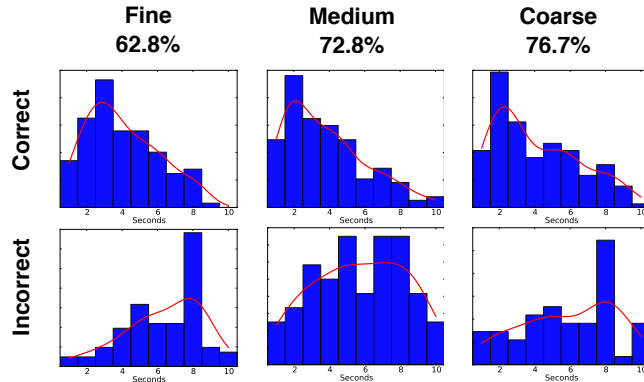 Fine Medium Coarse
62.8% 72.8% 76.7%
Correct
2 4 6 8 10 2 4 6 8 10 2 4 6 8 10
Seconds Seconds Seconds
Incorrect
2 4 6 8 10 2 4 6 8 10 2 4 6 8 10
Seconds Seconds Seconds